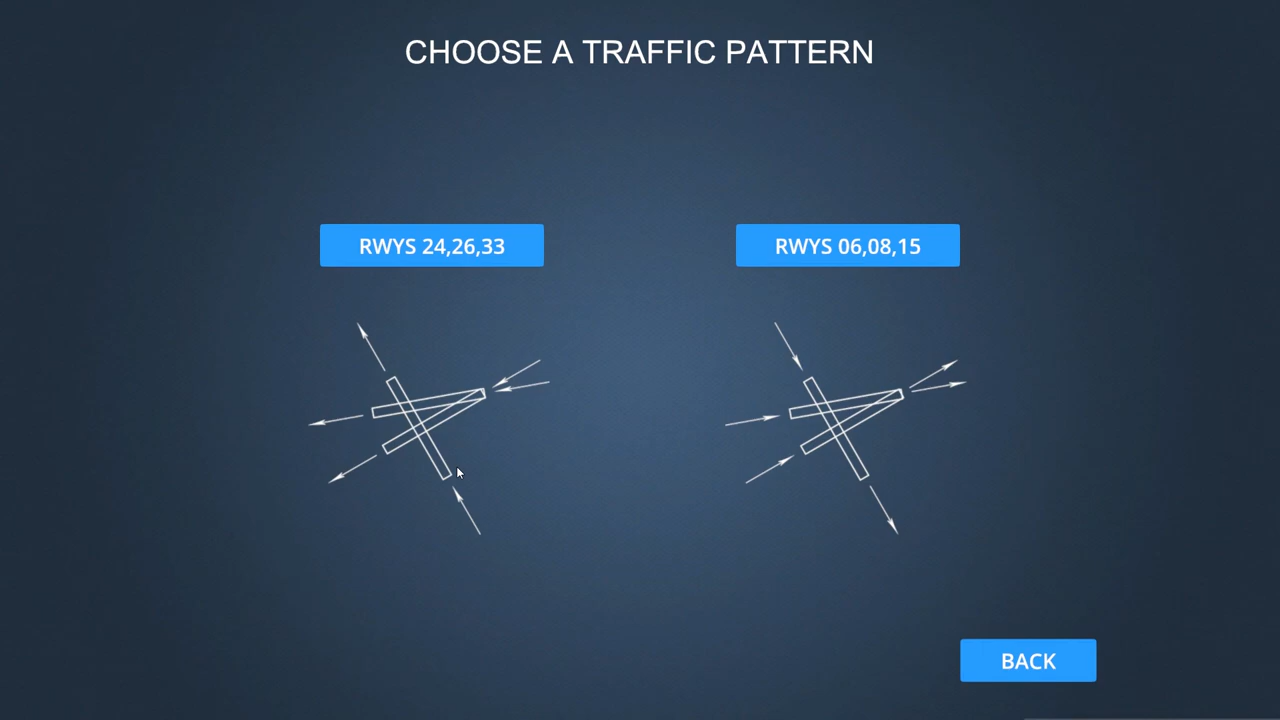 CHOOSE A TRAFFIC PATTERN
RWYS 24,26,33
RWYS 06,08,15
BACK